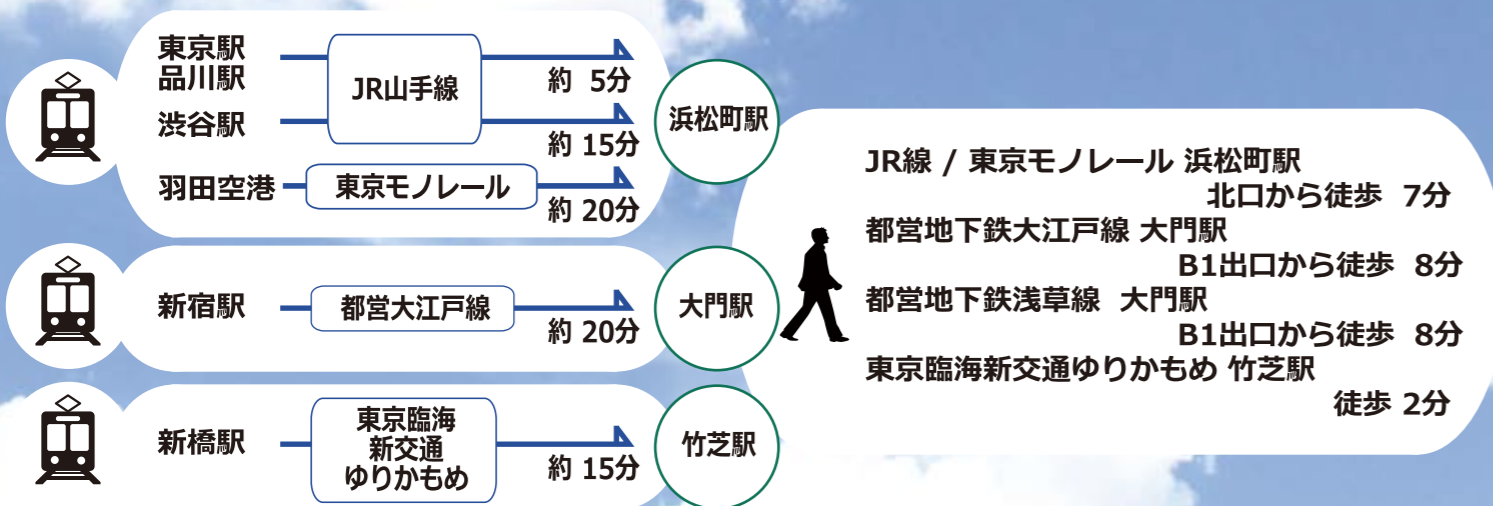 東京駅
品川駅
JR山手線
約 5分
渋谷駅
約 15分
羽田空港
東京モノレール
約 20分
浜松町駅
新宿駅
都営大江戸線
約 20分
大門駅
新橋駅
東京臨海
新交通
ゆりかもめ
約 15分
竹芝駅
JR線 / 東京モノレール 浜松町駅
北口から徒歩 7分
都営地下鉄大江戸線 大門駅
B1出口から徒歩 8分
都営地下鉄浅草線 大門駅
B1出口から徒歩 8分
東京臨海新交通ゆりかもめ 竹芝駅
徒歩 2分